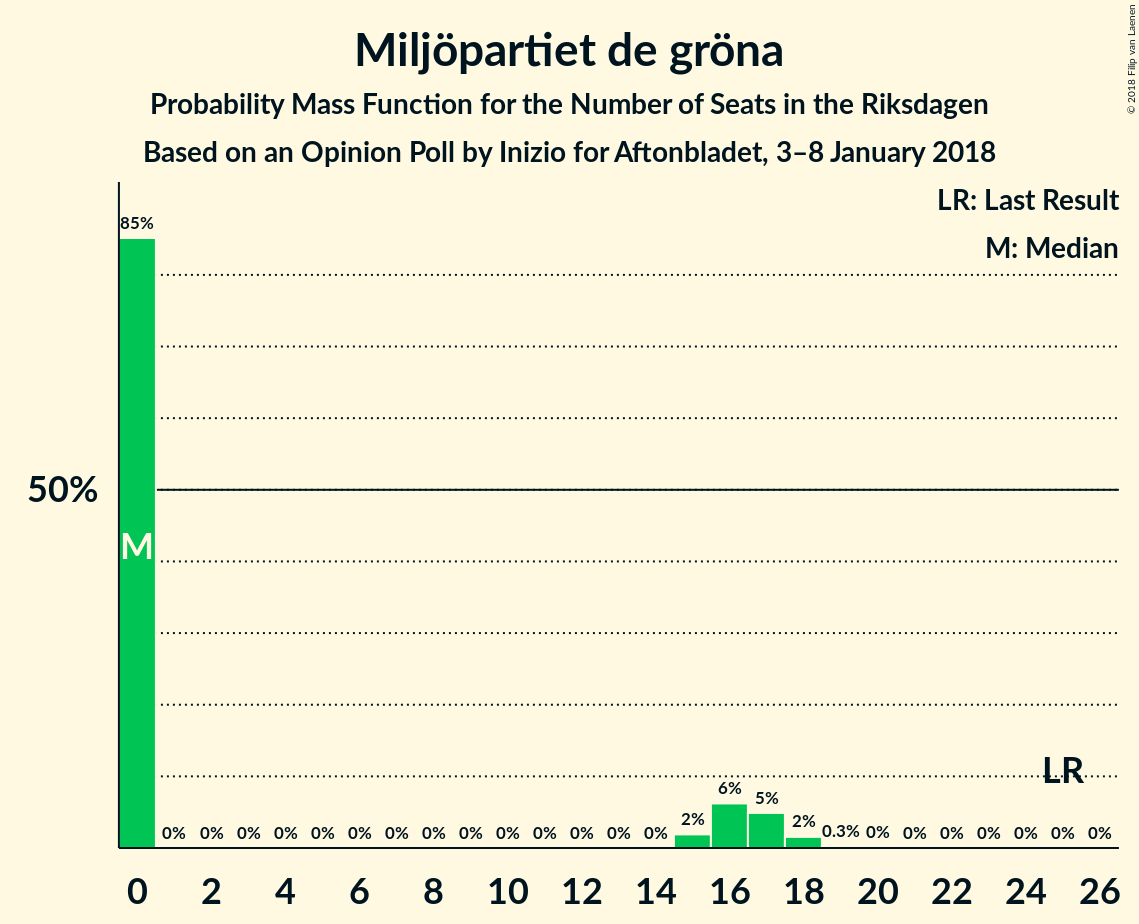 Miljöpartiet de gröna
Probability Mass Function for the Number of Seats in the Riksdagen
Based on an Opinion Poll by Inizio for Aftonbladet, 3–8 January 2018
© 2018 Filip van Laenen
LR: Last Result
M: Median
85%
50%
M
LR
0% 0% 0% 0% 0% 0% 0% 0% 0% 0% 0% 0% 0% 0% 2% 6% 5% 2% 0.3% 0% 0% 0% 0% 0% 0% 0%
0 2 4 6 8 10 12 14 16 18 20 22 24 26